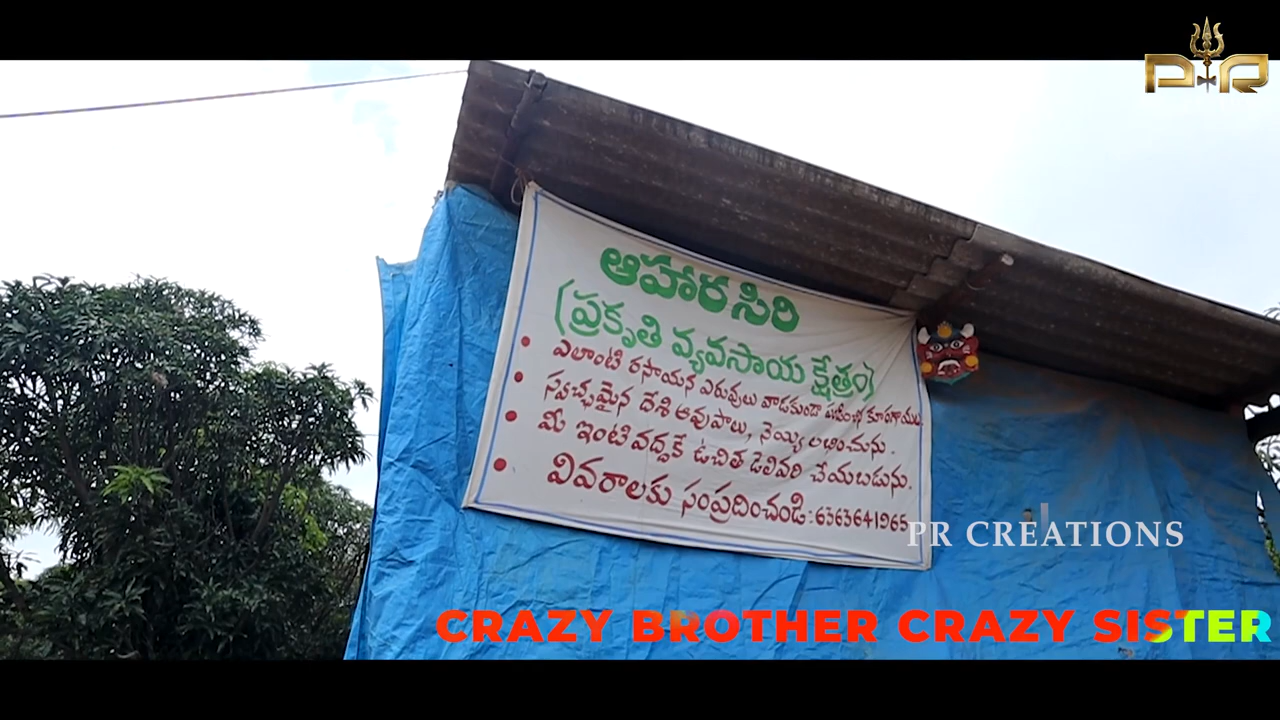 PR
ఆహార సిరి
(ప్రకృతి వ్యవసాయ క్షేత్రం)
• ఎలాంటి రసాయన ఎరువులు వాడకుండా కూరగాయలు
• స్వచ్ఛమైన దేశి ఆవుపాలు, నెయ్యి లభించును.
• మీ ఇంటివద్దకే ఉచిత డెలివరి చేయబడును.
• వివరాలకు సంప్రదించండి:6363641965
PR CREATIONS
CRAZY BROTHER CRAZY SISTER